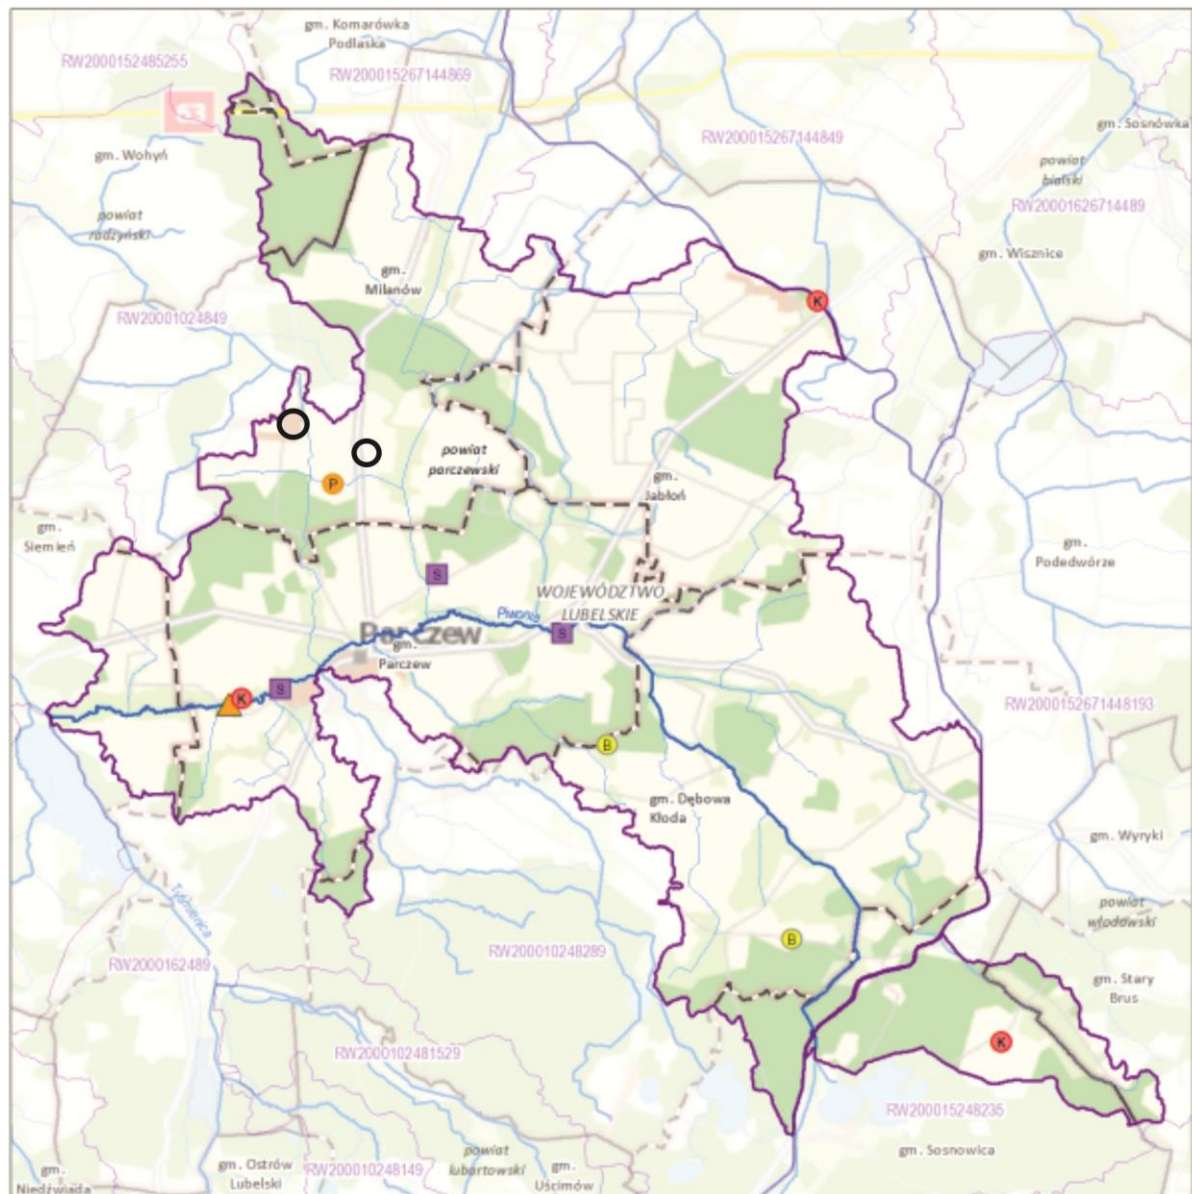 gm. Komarówka
Podlaska
RW2000152485255
RW200015267144869
63
gm. Sosnówka
RW200015267144849
gm. Wohyń
powiat
bialski
RW20001626714489
powiat
radzyński
gm. Wisznice
gm.
Milanów
K
RW20001024849
powiat
parczewski
P
gm.
Jabłoń
gm.
Siemień
gm.
Podedwórze
S
WOJEWÓDZTWO
LUBELSKIE
Piwonia
S
Parczew
gm.
Parczew
S
K
RW2000152671448193
B
gm. Dębowa
Kłoda
gm. Wyryki
Tyśmienica
powiat
włodawski
B
RW200010248289
RW2000162489
gm. Stary
Brus
K
RW2000102481529
RW200015248235
gm. Sosnowica
powiat
lubartowski
gm. Ostrów
Lubelski
RW200010248149
gm.
Uścimów
gm.
Niedźwiada